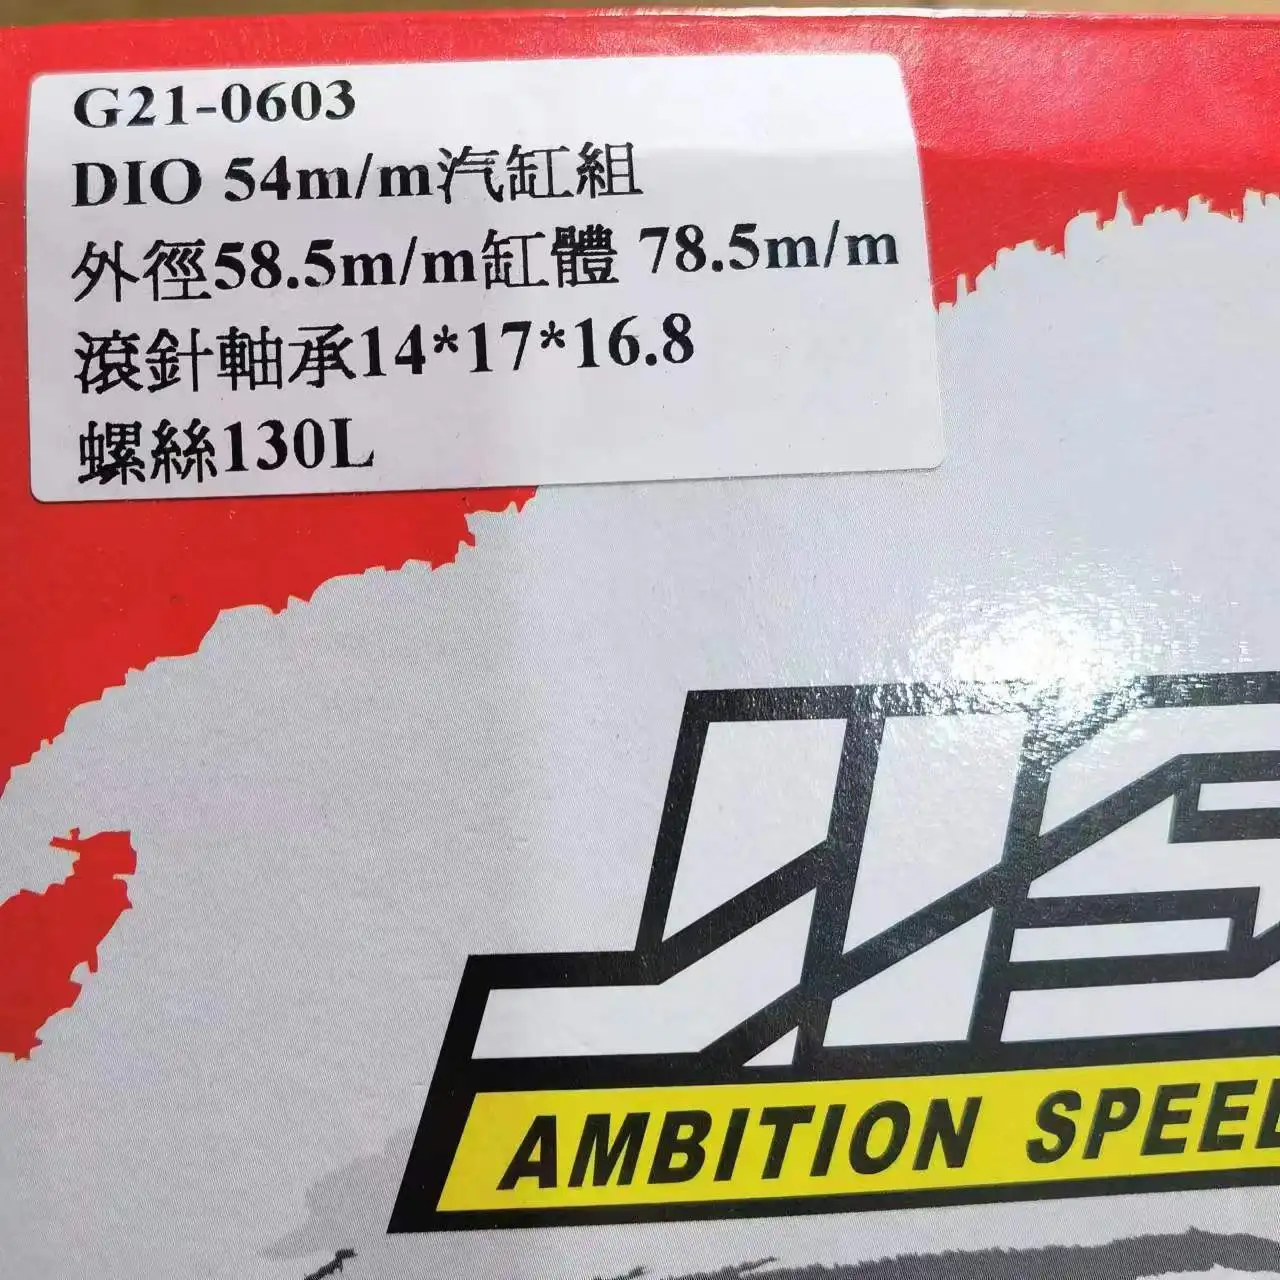 G21-0603
DIO 54m/m汽缸組
外徑58.5m/m缸體 78.5m/m
滾針軸承14*17*16.8
螺絲130L
AMBITION SPEED